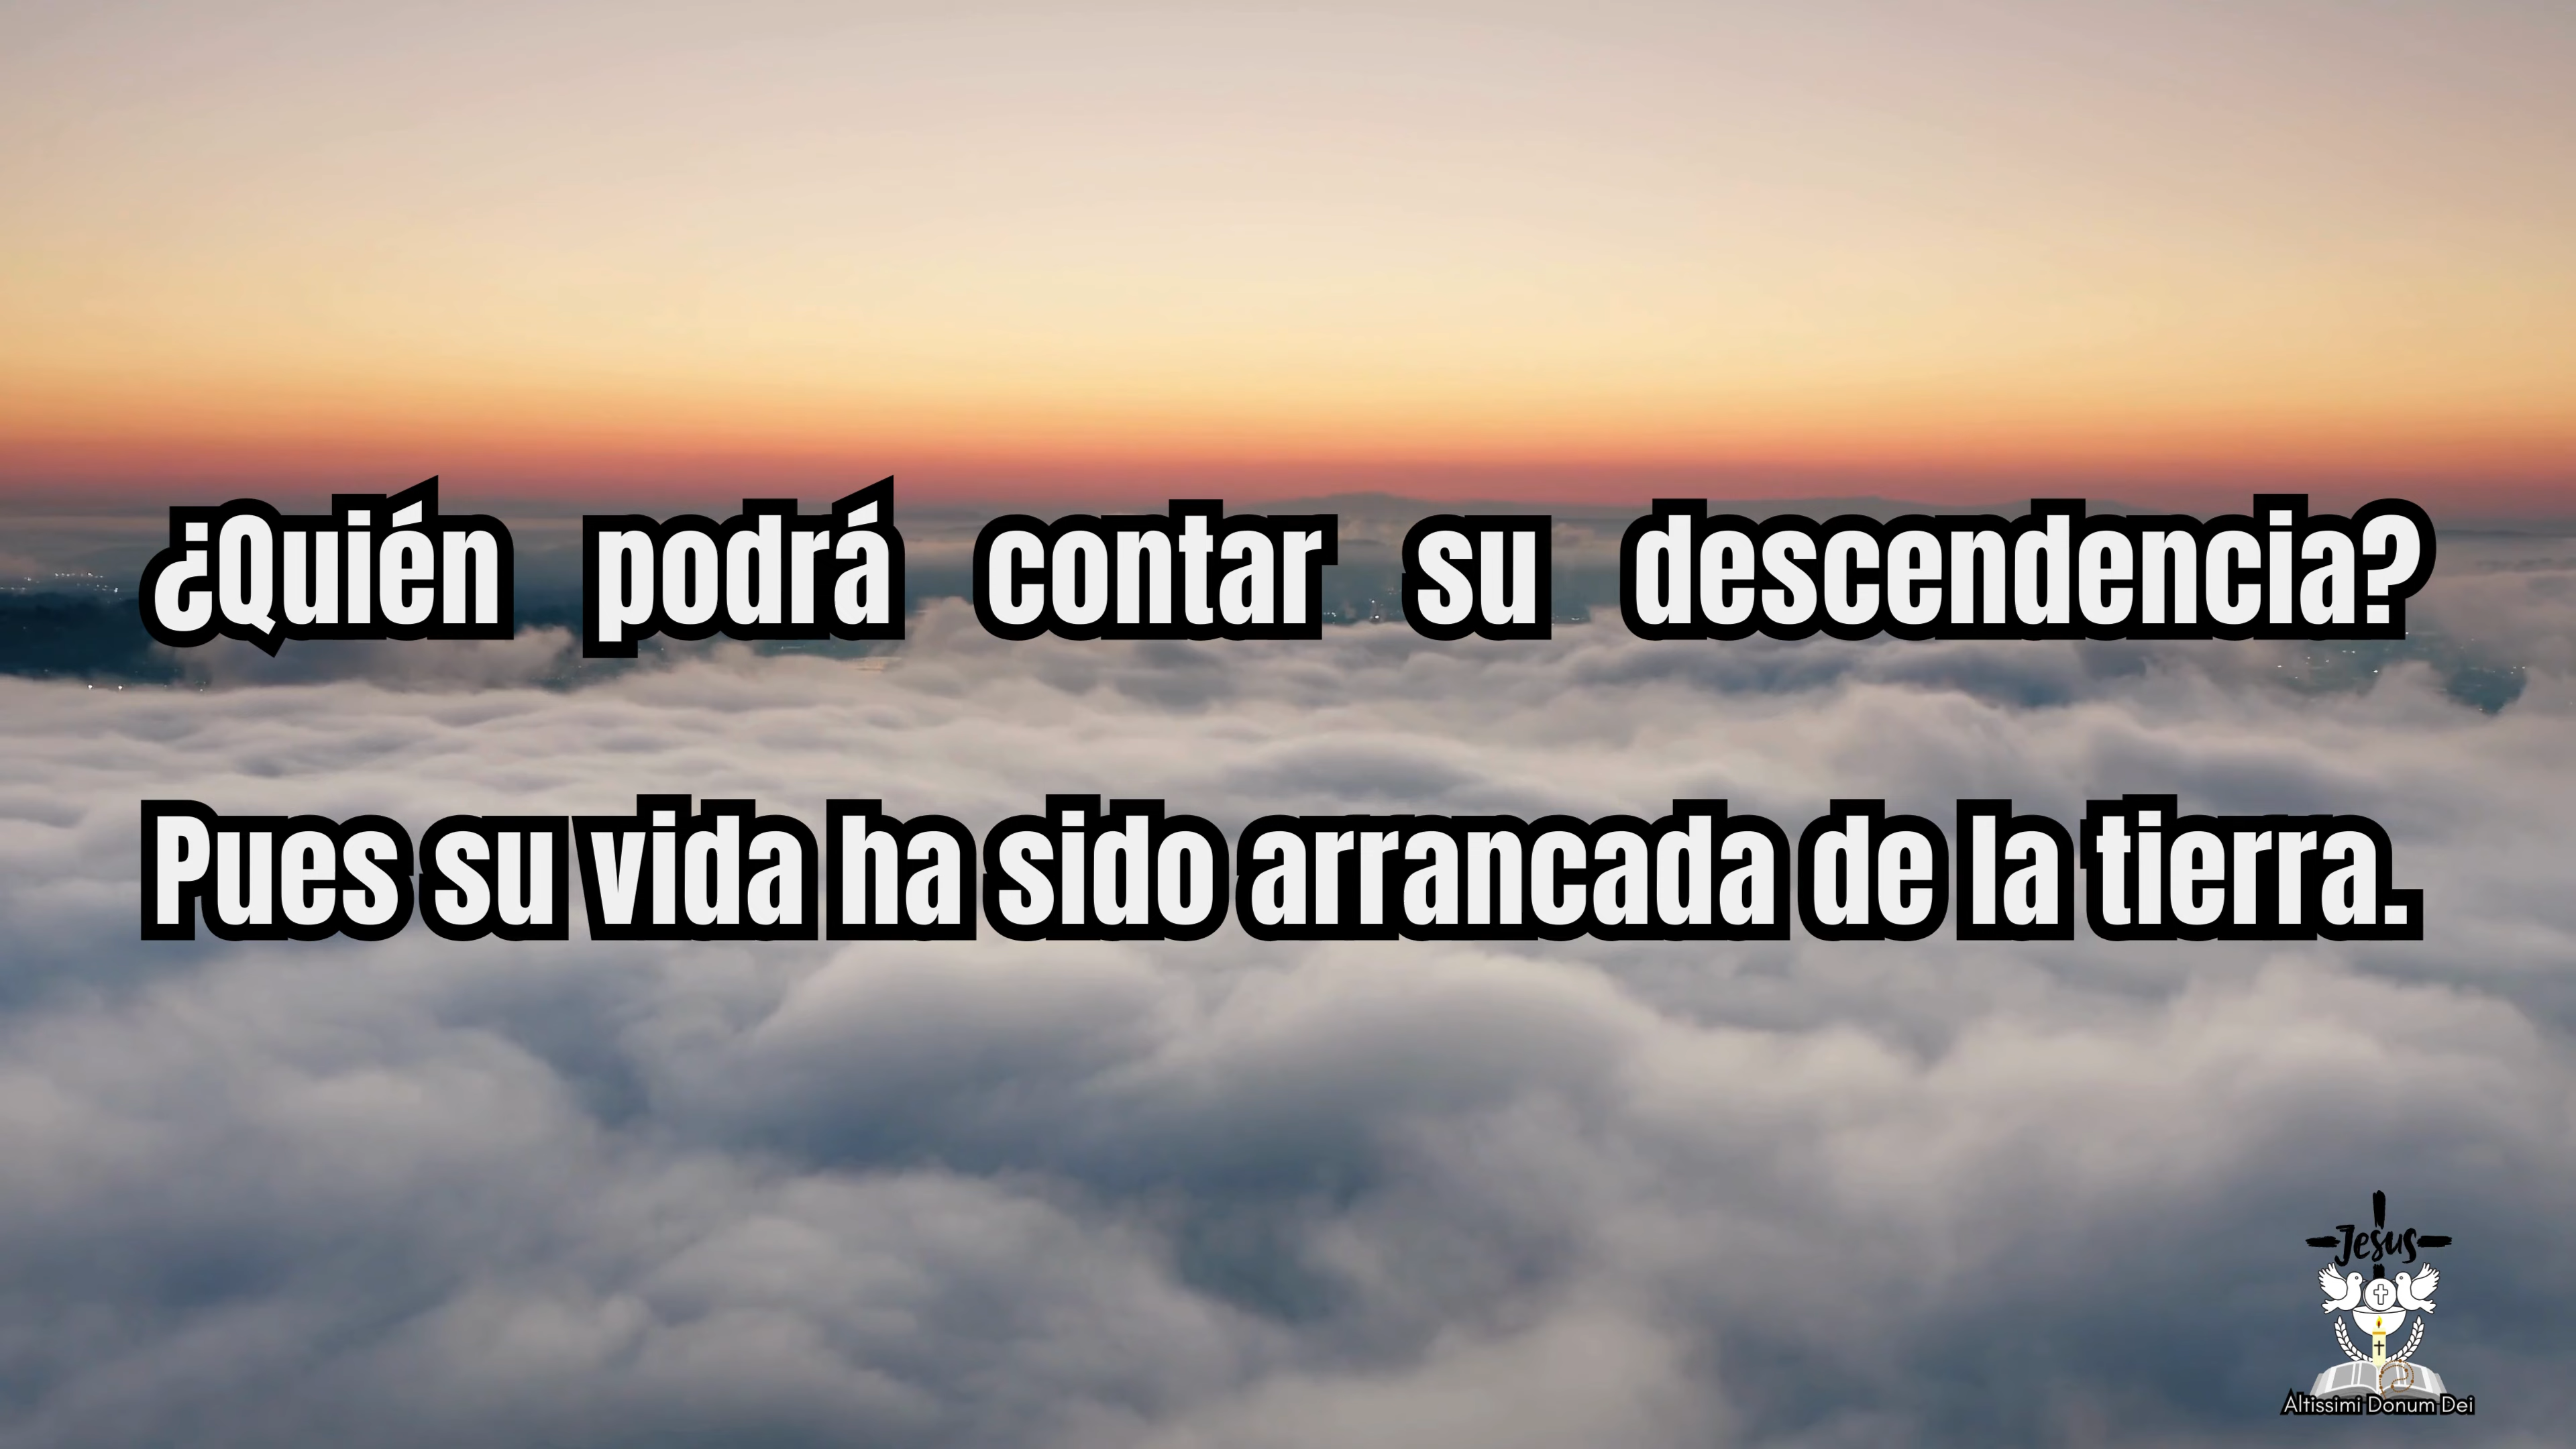 ¿Quién podrá contar su descendencia?
Pues su vida ha sido arrancada de la tierra.
Jesus
Altissimi Donum Dei